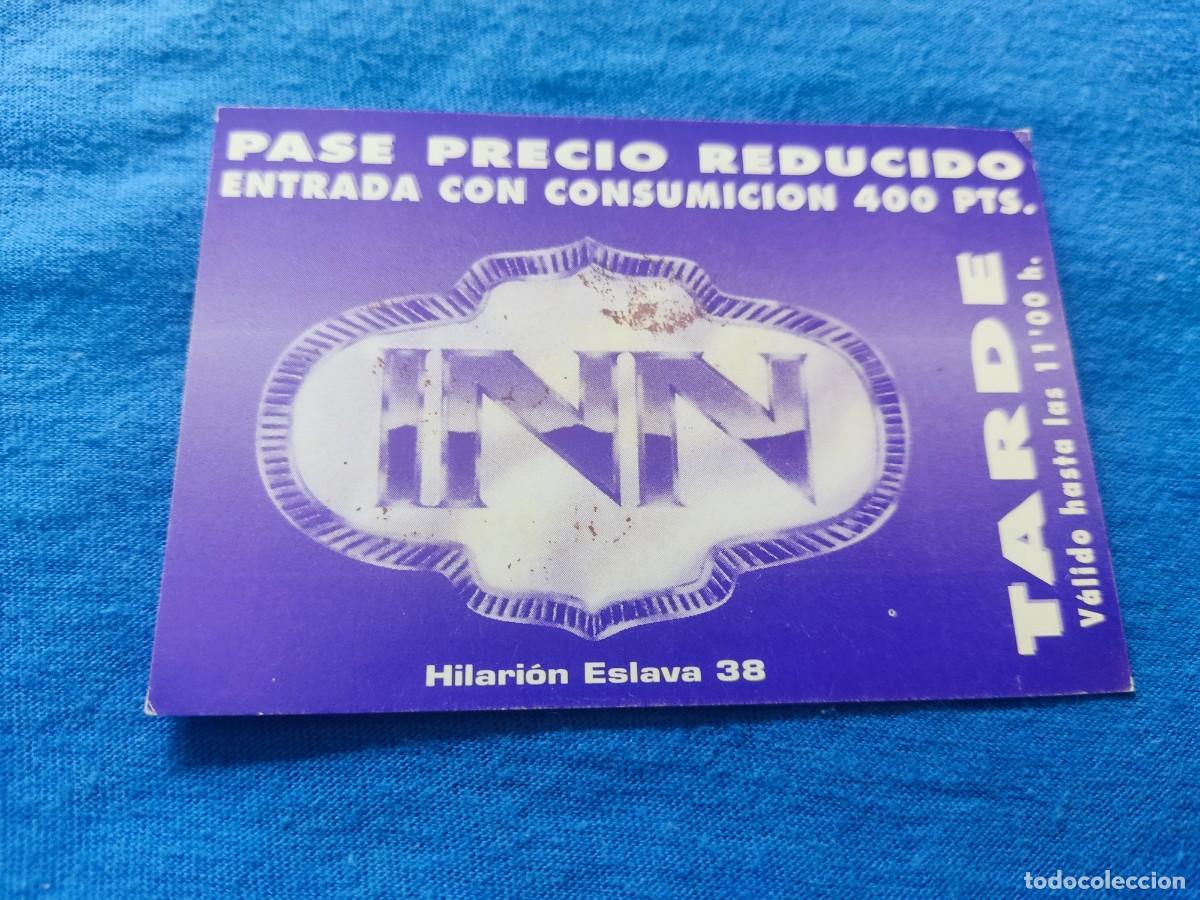 PASE PRECIO REDUCIDO
ENTRADA CON CONSUMICION 400 PTS.
INN
TARDE
Válido hasta las 11'00 h.
Hilarión Eslava 38
todocoleccion